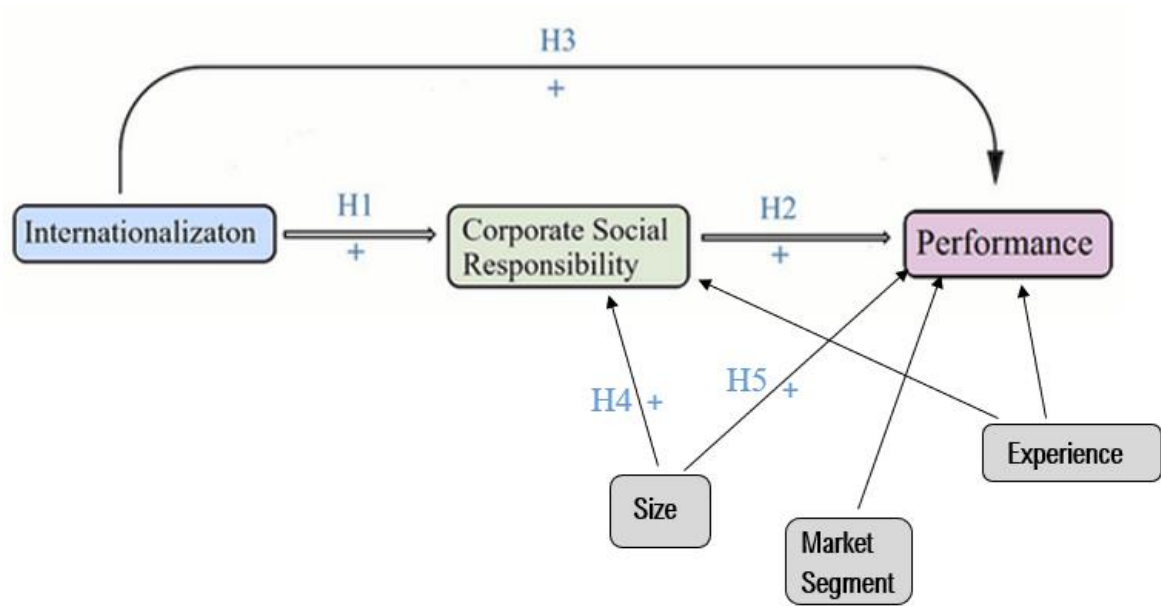 H3
+
Internationalizaton
H1
+
Corporate Social
Responsibility
H2
+
Performance
H4 +
H5 +
Experience
Size
Market
Segment